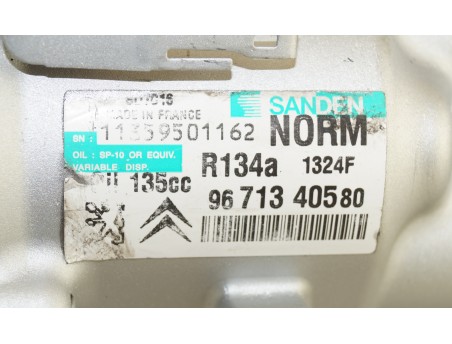 SANDEN
MADE IN FRANCE
BN : 11359501162 NORM
OIL : SP-10 OR EQUIV.
VARIABLE DISP.
R134a 1324F
135cc
96 713 405 80